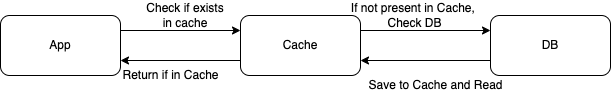 Check if exists
in cache
If not present in Cache,
Check DB
App
Cache
DB
Return if in Cache
Save to Cache and Read